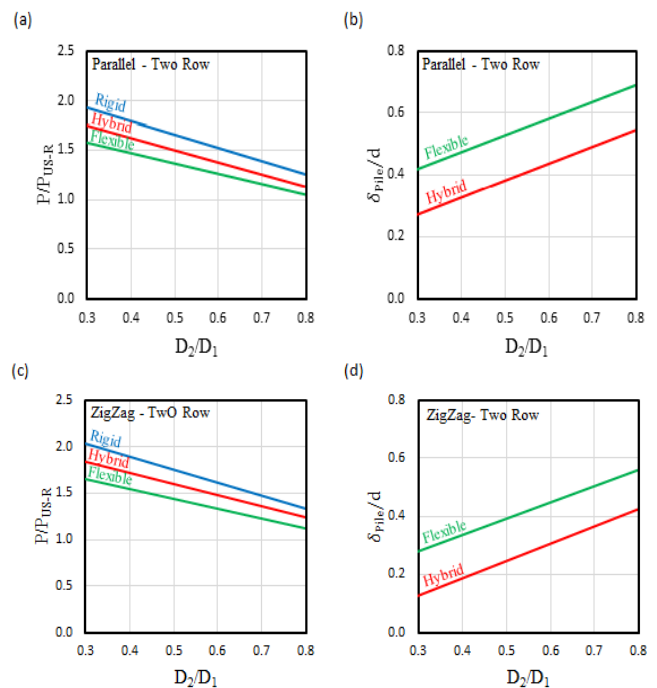 (a)
Parallel - Two Row
2.5
2.0
1.5
1.0
0.5
0.0
P/P_US-R
Rigid
Hybrid
Flexible
0.3 0.4 0.5 0.6 0.7 0.8
D₂/D₁
(b)
Parallel - Two Row
0.8
0.6
0.4
0.2
0.0
δ_Pile/d
Flexible
Hybrid
0.3 0.4 0.5 0.6 0.7 0.8
D₂/D₁
(c)
ZigZag - TwO Row
2.5
2.0
1.5
1.0
0.5
0.0
P/P_US-R
Rigid
Hybrid
Flexible
0.3 0.4 0.5 0.6 0.7 0.8
D₂/D₁
(d)
ZigZag- Two Row
0.8
0.6
0.4
0.2
0.0
δ_Pile/d
Flexible
Hybrid
0.3 0.4 0.5 0.6 0.7 0.8
D₂/D₁